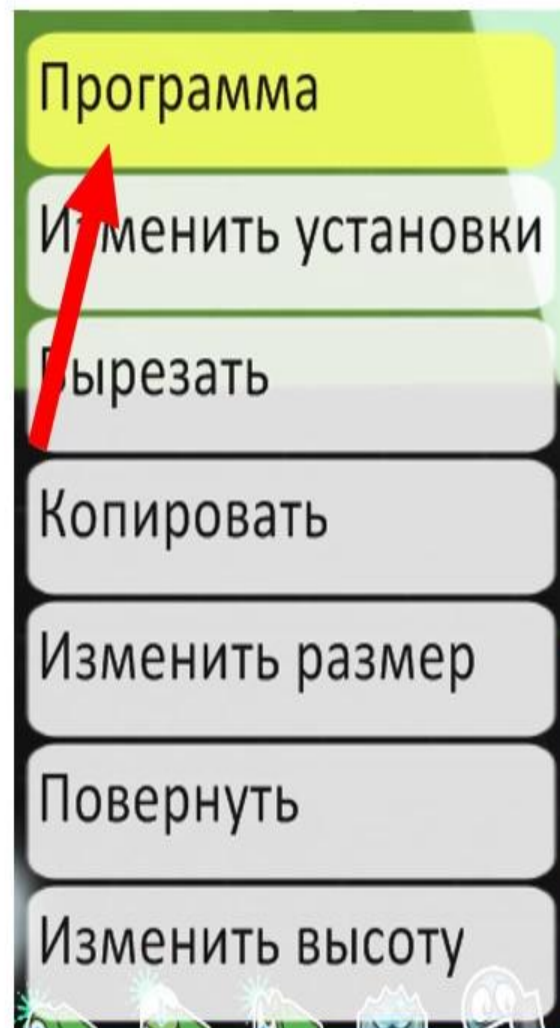 Программа
Изменить установки
Вырезать
Копировать
Изменить размер
Повернуть
Изменить высоту